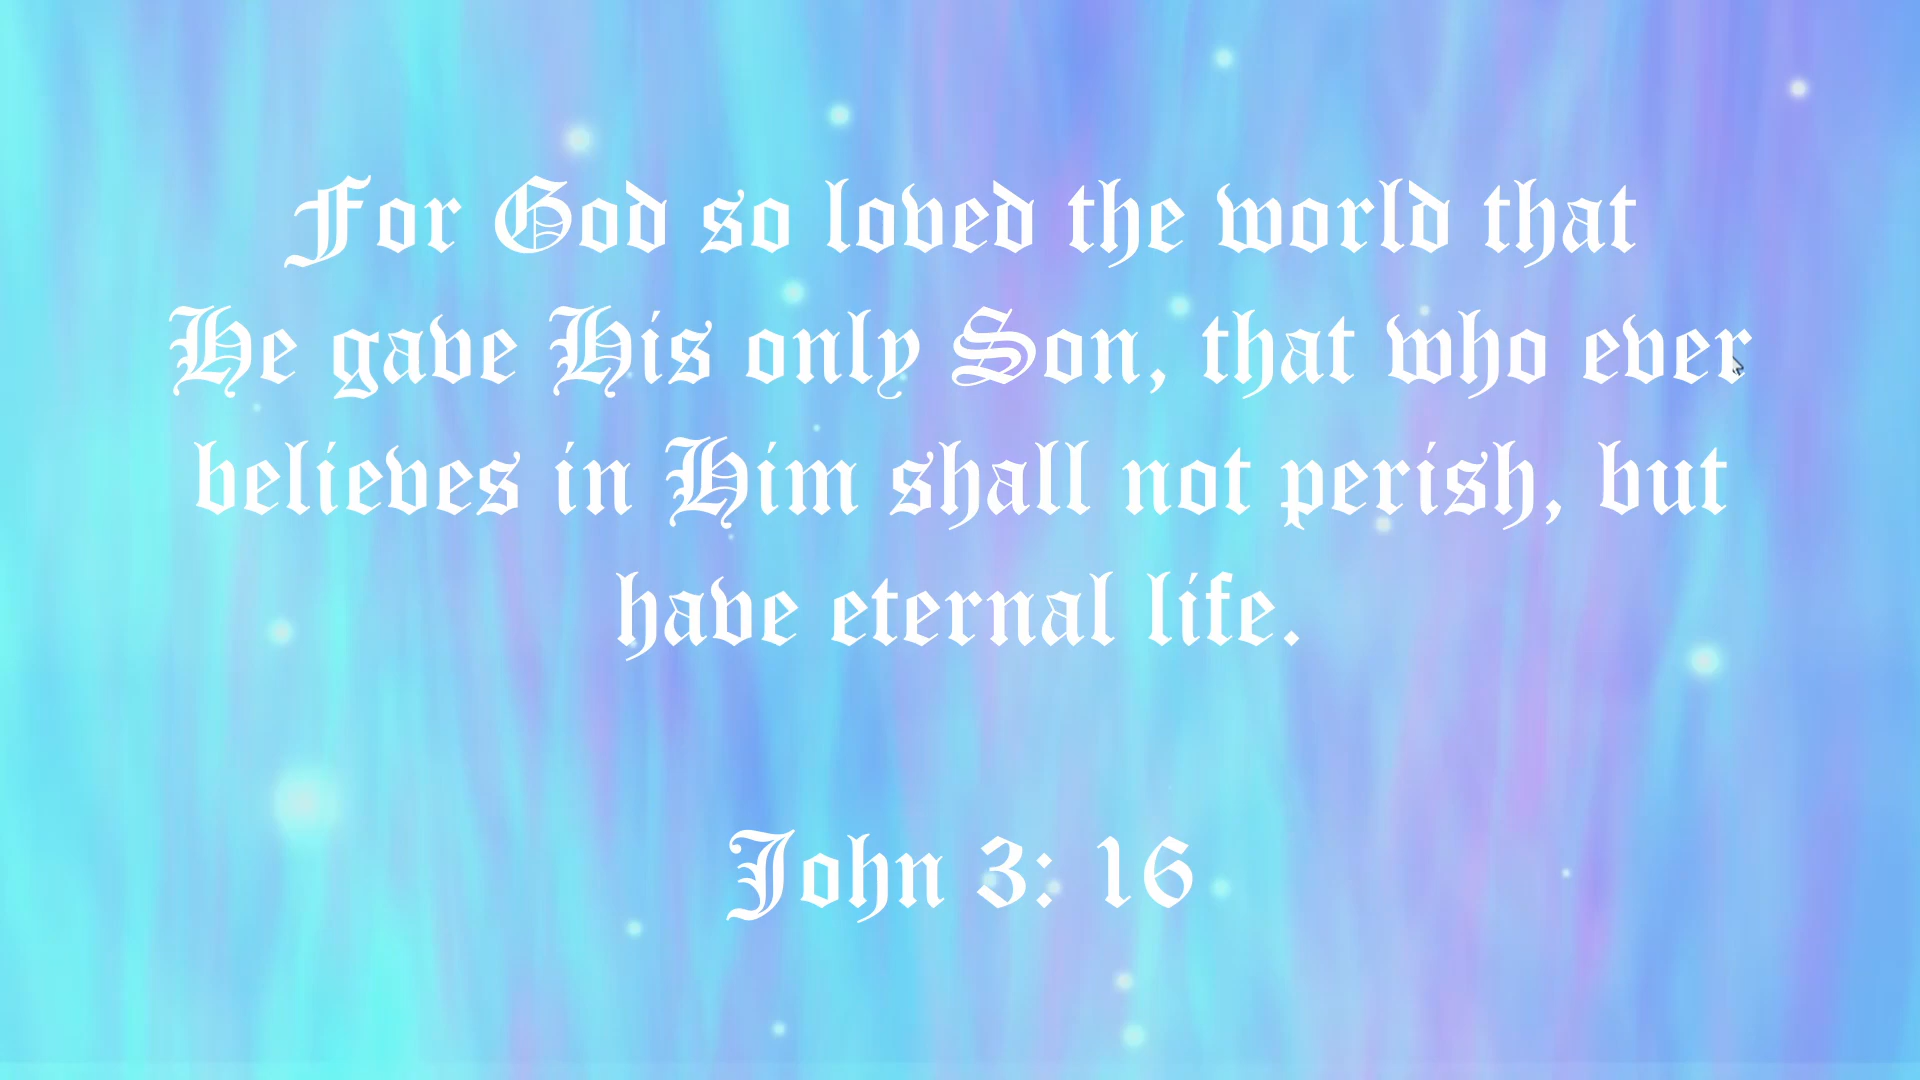 For God so loved the world that
He gave His only Son, that who ever
believes in Him shall not perish, but
have eternal life.
John 3: 16